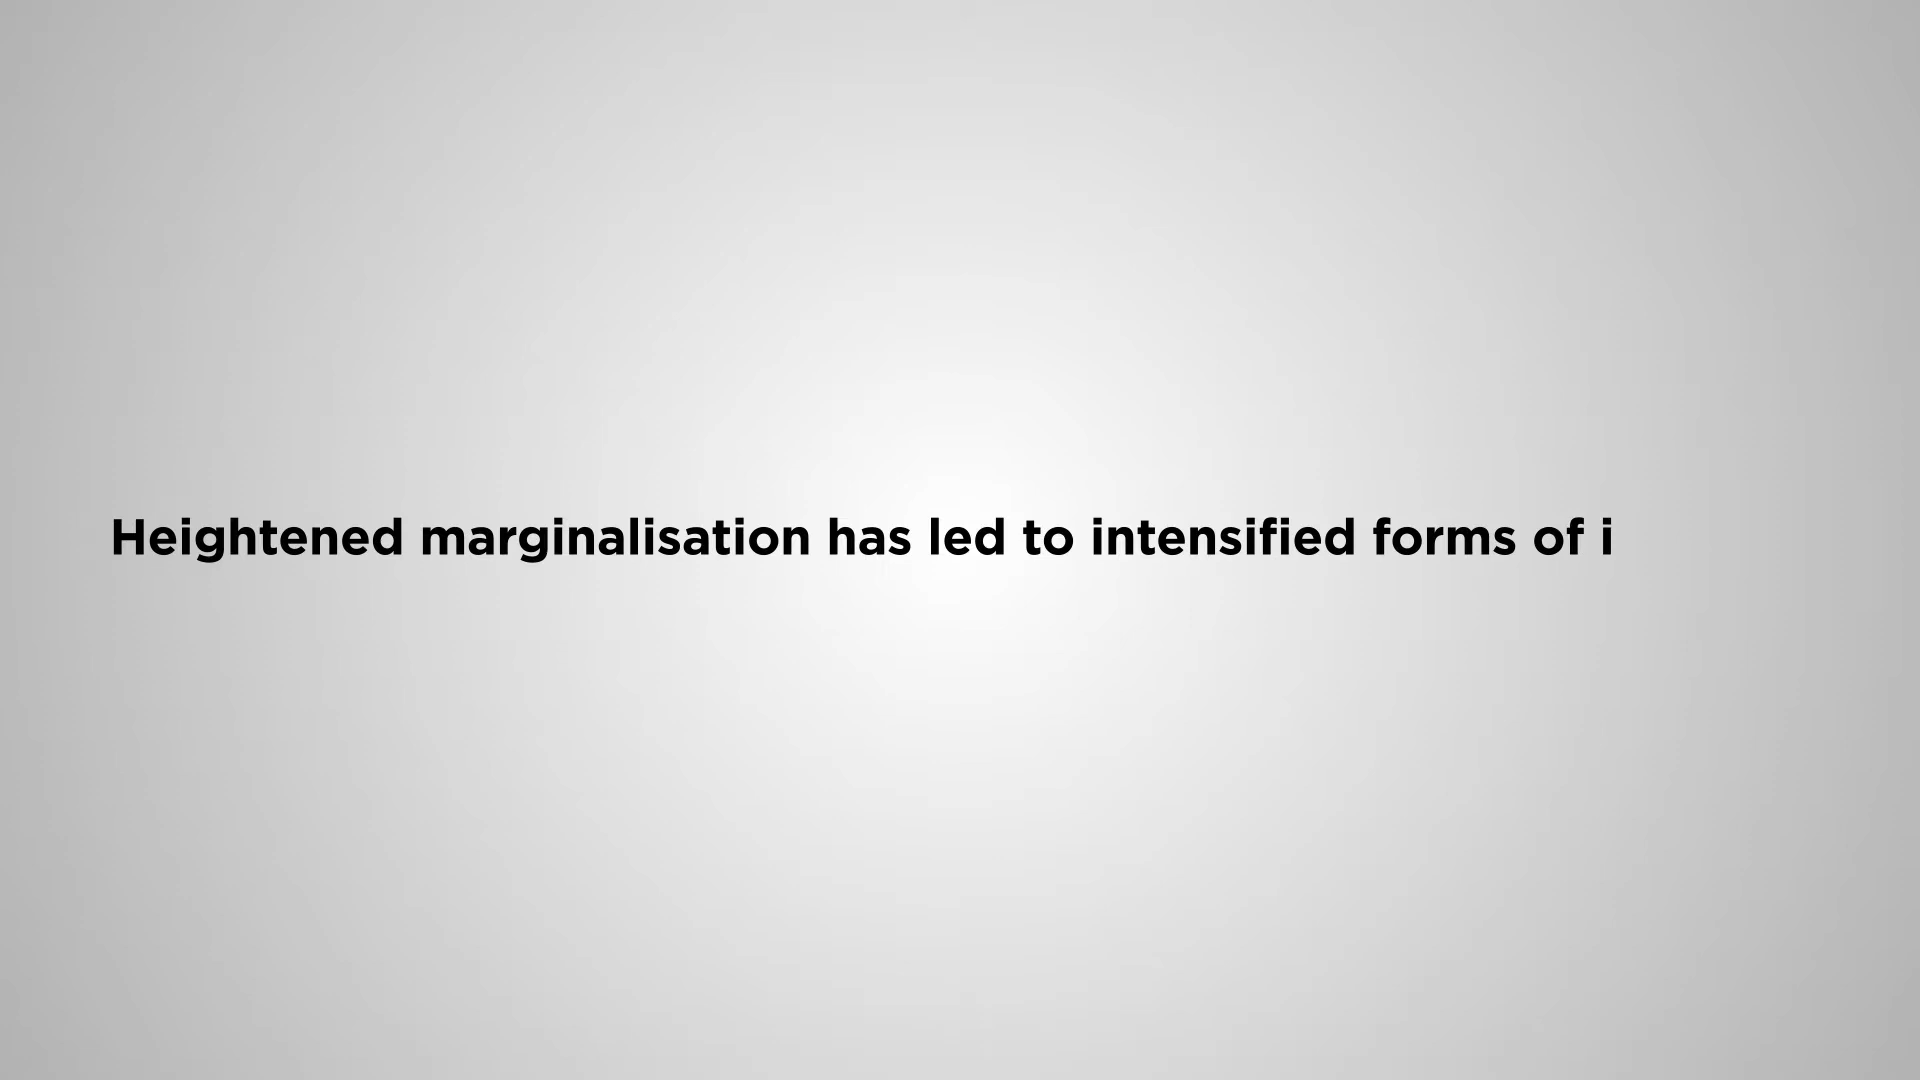 Heightened marginalisation has led to intensified forms of i